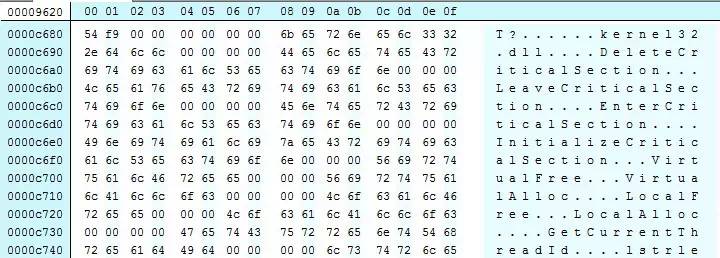 00009620 00 01 02 03 04 05 06 07 08 09 0a 0b 0c 0d 0e 0f
0000c680 54 f9 00 00 00 00 00 00 6b 65 72 6e 65 6c 33 32 T?......kernel32
0000c690 2e 64 6c 6c 00 00 00 00 44 65 6c 65 74 65 43 72 .dll....DeleteCr
0000c6a0 69 74 69 63 61 6c 53 65 63 74 69 6f 6e 00 00 00 iticalSection...
0000c6b0 4c 65 61 76 65 43 72 69 74 69 63 61 6c 53 65 63 LeaveCriticalSec
0000c6c0 74 69 6f 6e 00 00 00 00 45 6e 74 65 72 43 72 69 tion....EnterCri
0000c6d0 74 69 63 61 6c 53 65 63 74 69 6f 6e 00 00 00 00 ticalSection....
0000c6e0 49 6e 69 74 69 61 6c 69 7a 65 43 72 69 74 69 63 InitializeCritic
0000c6f0 61 6c 53 65 63 74 69 6f 6e 00 00 00 56 69 72 74 alSection...Virt
0000c700 75 61 6c 46 72 65 65 00 00 00 56 69 72 74 75 61 ualFree...Virtua
0000c710 6c 41 6c 6c 6f 63 00 00 00 00 4c 6f 63 61 6c 46 lAlloc....LocalF
0000c720 72 65 65 00 00 00 4c 6f 63 61 6c 41 6c 6c 6f 63 ree...LocalAlloc
0000c730 00 00 00 00 47 65 74 43 75 72 72 65 6e 74 54 68 ....GetCurrentTh
0000c740 72 65 61 64 49 64 00 00 00 00 6c 73 74 72 6c 65 readId....lstrle